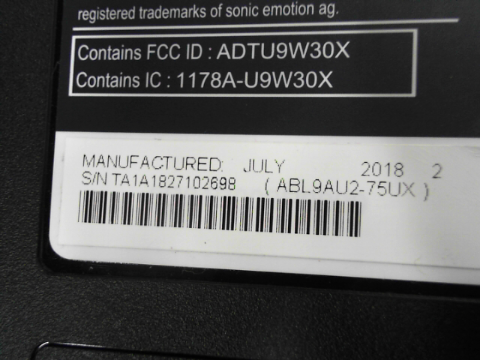 registered trademarks of sonic emotion ag.
Contains FCC ID : ADTU9W30X
Contains IC : 1178A-U9W30X
MANUFACTURED: JULY 2018 2
S/N TA1A1827102698 ( ABL9AU2-75UX )